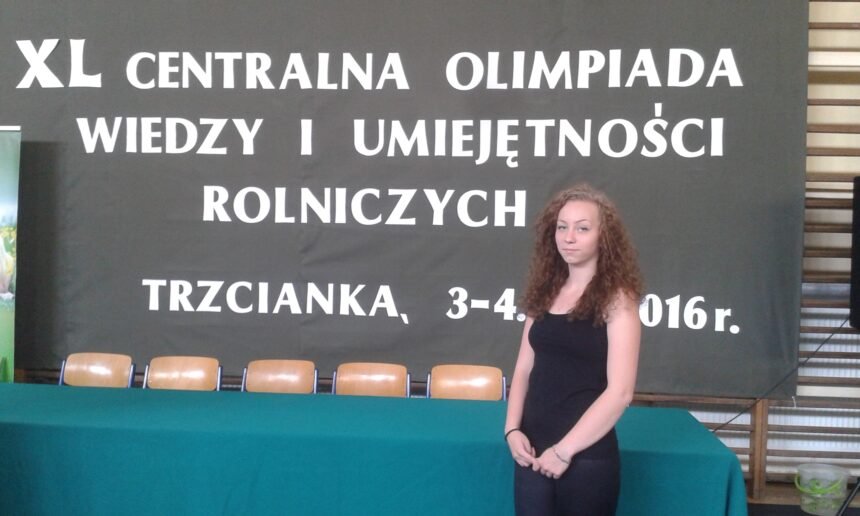 XL CENTRALNA OLIMPIADA
WIEDZY I UMIEJĘTNOŚCI
ROLNICZYCH
TRZCIANKA, 3-4. 016 r.